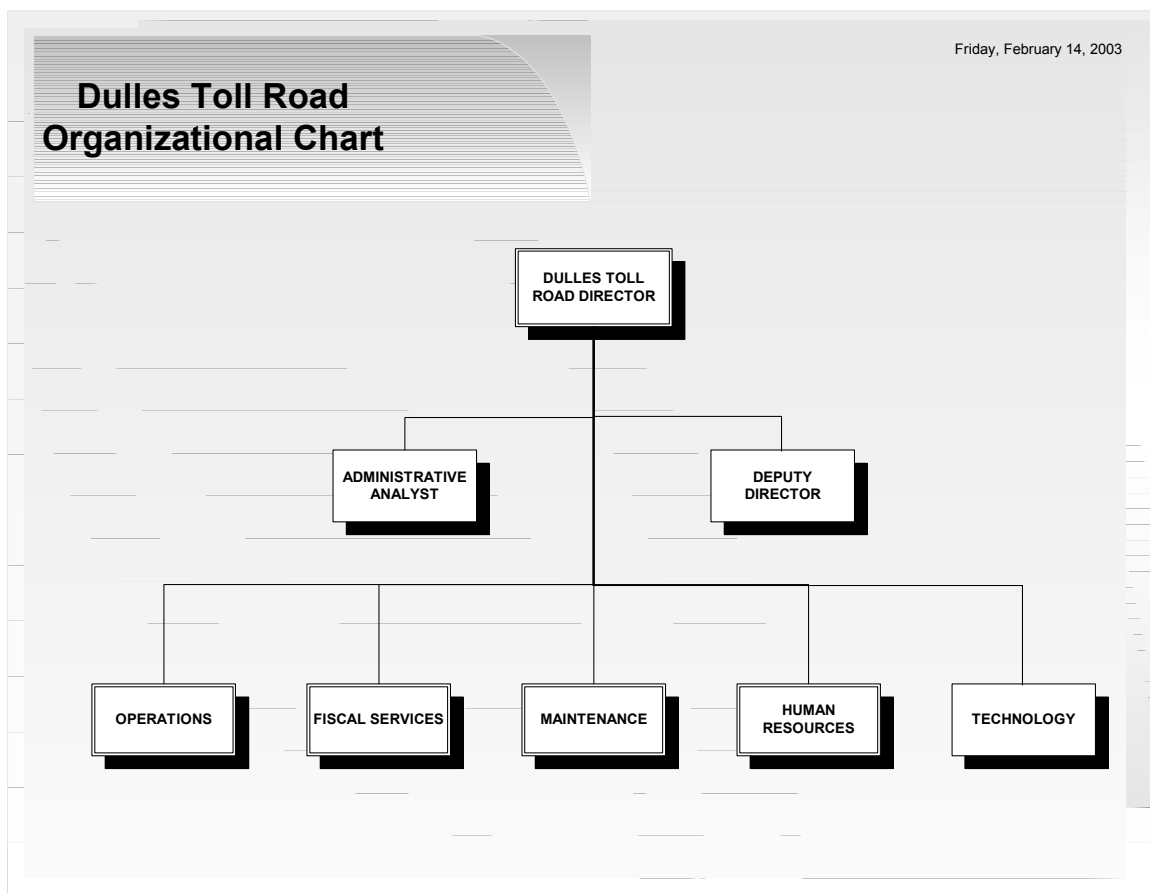 Friday, February 14, 2003
Dulles Toll Road
Organizational Chart
DULLES TOLL
ROAD DIRECTOR
ADMINISTRATIVE
ANALYST
DEPUTY
DIRECTOR
OPERATIONS
FISCAL SERVICES
MAINTENANCE
HUMAN
RESOURCES
TECHNOLOGY